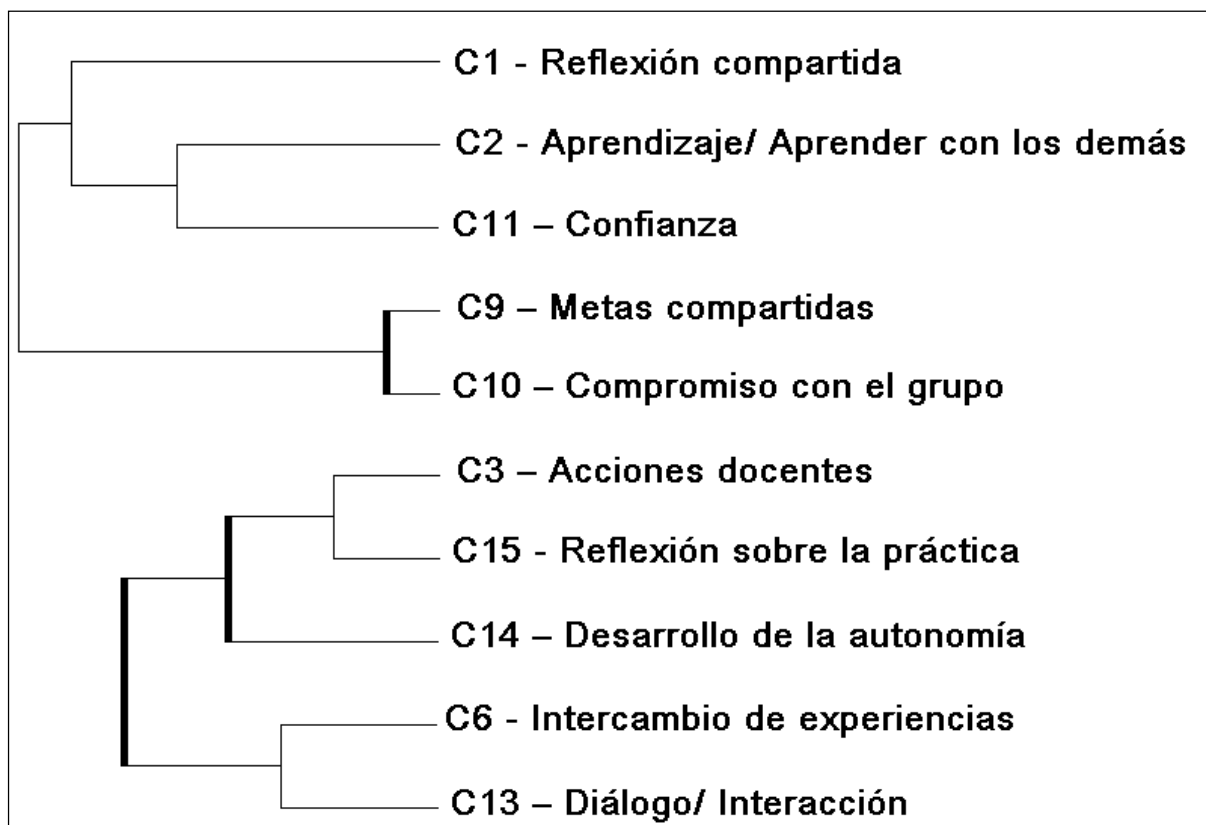 C1 - Reflexión compartida
C2 - Aprendizaje/ Aprender con los demás
C11 – Confianza
C9 – Metas compartidas
C10 – Compromiso con el grupo
C3 – Acciones docentes
C15 - Reflexión sobre la práctica
C14 – Desarrollo de la autonomía
C6 - Intercambio de experiencias
C13 – Diálogo/ Interacción